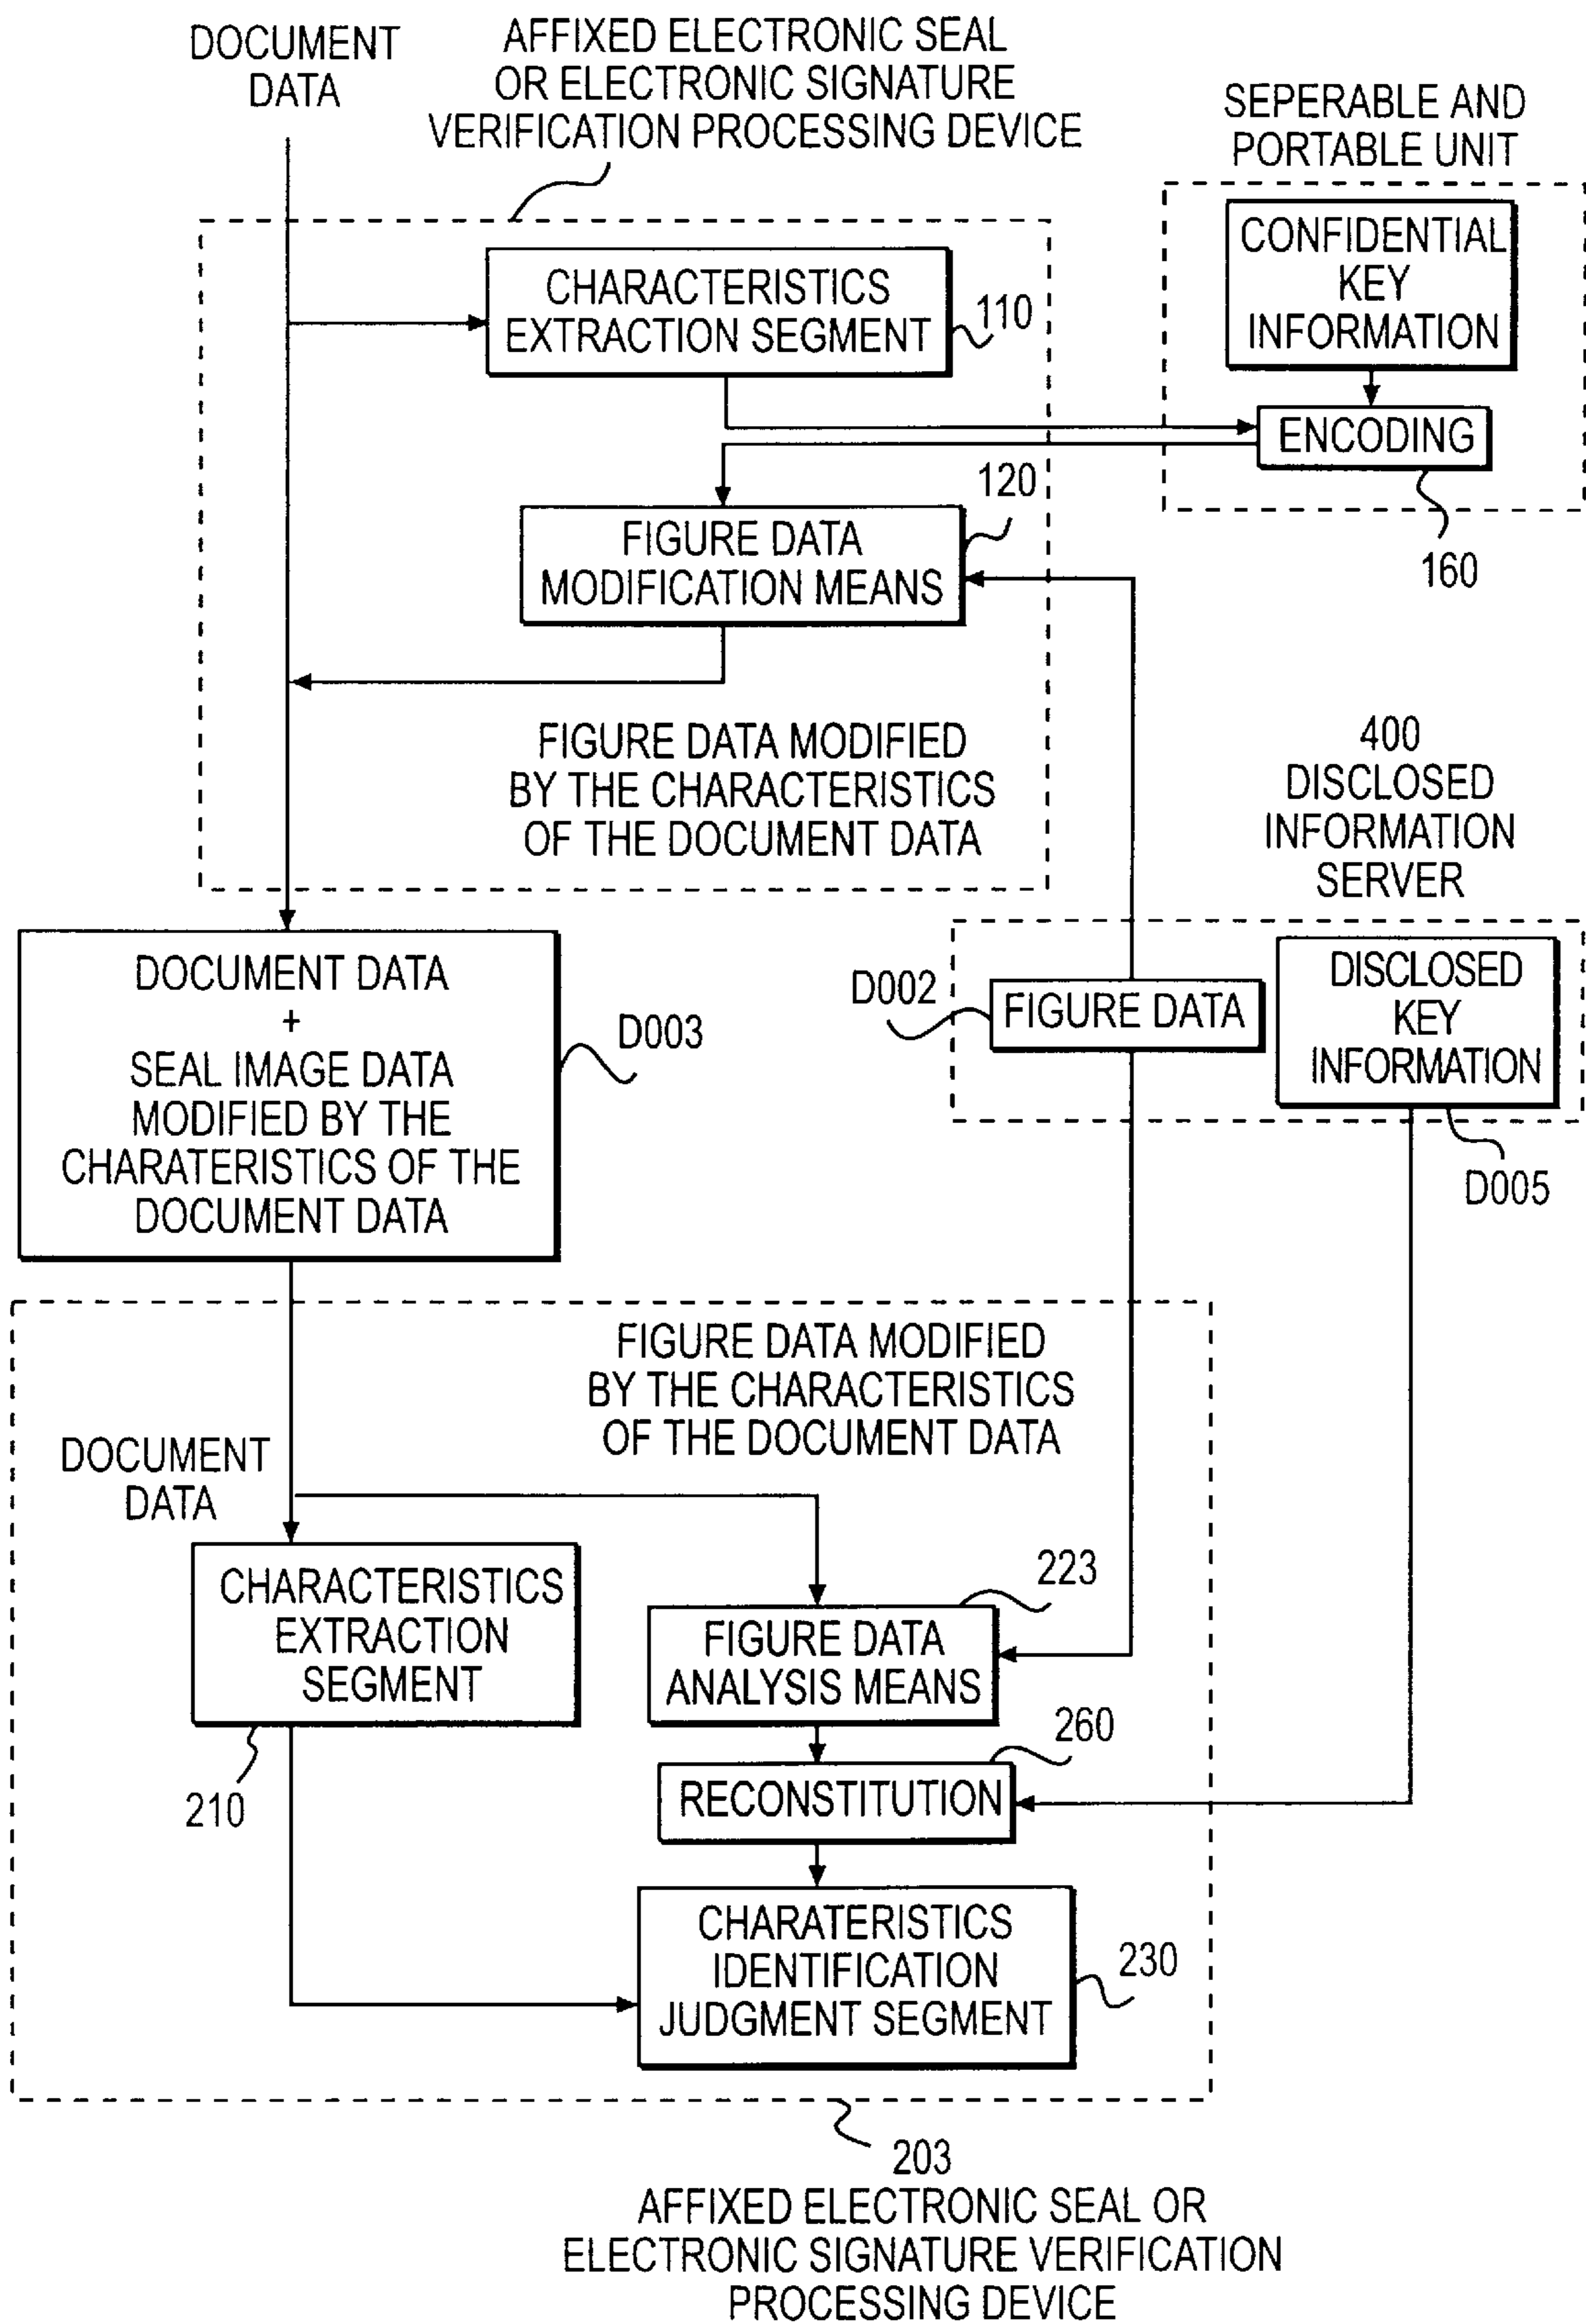 DOCUMENT
DATA
AFFIXED ELECTRONIC SEAL
OR ELECTRONIC SIGNATURE
VERIFICATION PROCESSING DEVICE
SEPERABLE AND
PORTABLE UNIT
CONFIDENTIAL
KEY
INFORMATION
CHARACTERISTICS
EXTRACTION SEGMENT
110
ENCODING
160
120
FIGURE DATA
MODIFICATION MEANS
FIGURE DATA MODIFIED
BY THE CHARACTERISTICS
OF THE DOCUMENT DATA
400
DISCLOSED
INFORMATION
SERVER
DOCUMENT DATA
+
SEAL IMAGE DATA
MODIFIED BY THE
CHARATERISTICS OF THE
DOCUMENT DATA
D003
D002
FIGURE DATA
DISCLOSED
KEY
INFORMATION
D005
FIGURE DATA MODIFIED
BY THE CHARACTERISTICS
OF THE DOCUMENT DATA
DOCUMENT
DATA
CHARACTERISTICS
EXTRACTION
SEGMENT
210
223
FIGURE DATA
ANALYSIS MEANS
260
RECONSTITUTION
CHARATERISTICS
IDENTIFICATION
JUDGMENT SEGMENT
230
203
AFFIXED ELECTRONIC SEAL OR
ELECTRONIC SIGNATURE VERIFICATION
PROCESSING DEVICE